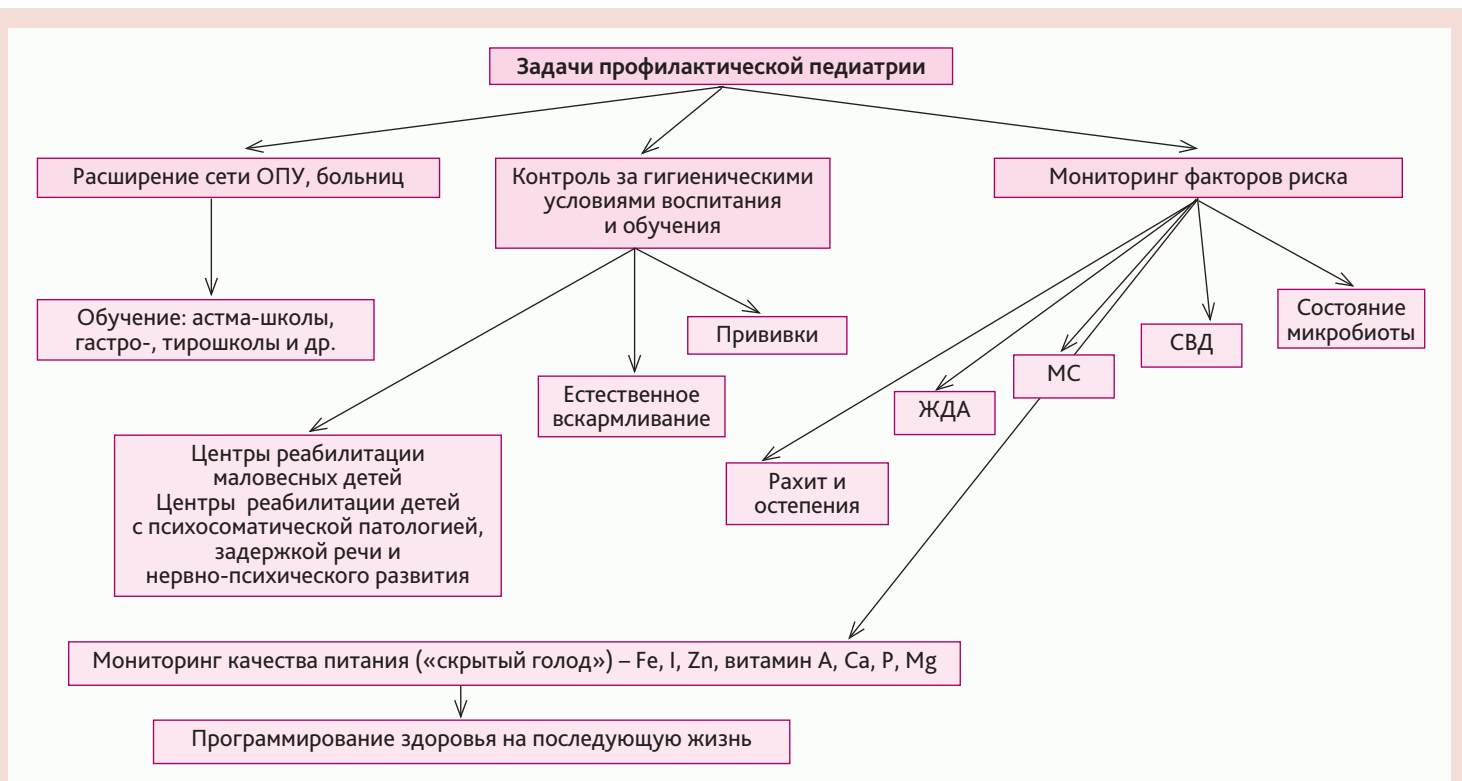 Задачи профилактической педиатрии
Расширение сети ОПУ, больниц
Контроль за гигиеническими
условиями воспитания
и обучения
Мониторинг факторов риска
Обучение: астма-школы,
гастро-, тирошколы и др.
Прививки
Естественное
вскармливание
Центры реабилитации
маловесных детей
Центры реабилитации детей
с психосоматической патологией,
задержкой речи и
нервно-психического развития
Рахит и
остепения
ЖДА
МС
СВД
Состояние
микробиоты
Мониторинг качества питания («скрытый голод») – Fe, I, Zn, витамин А, Ca, P, Mg
Программирование здоровья на последующую жизнь